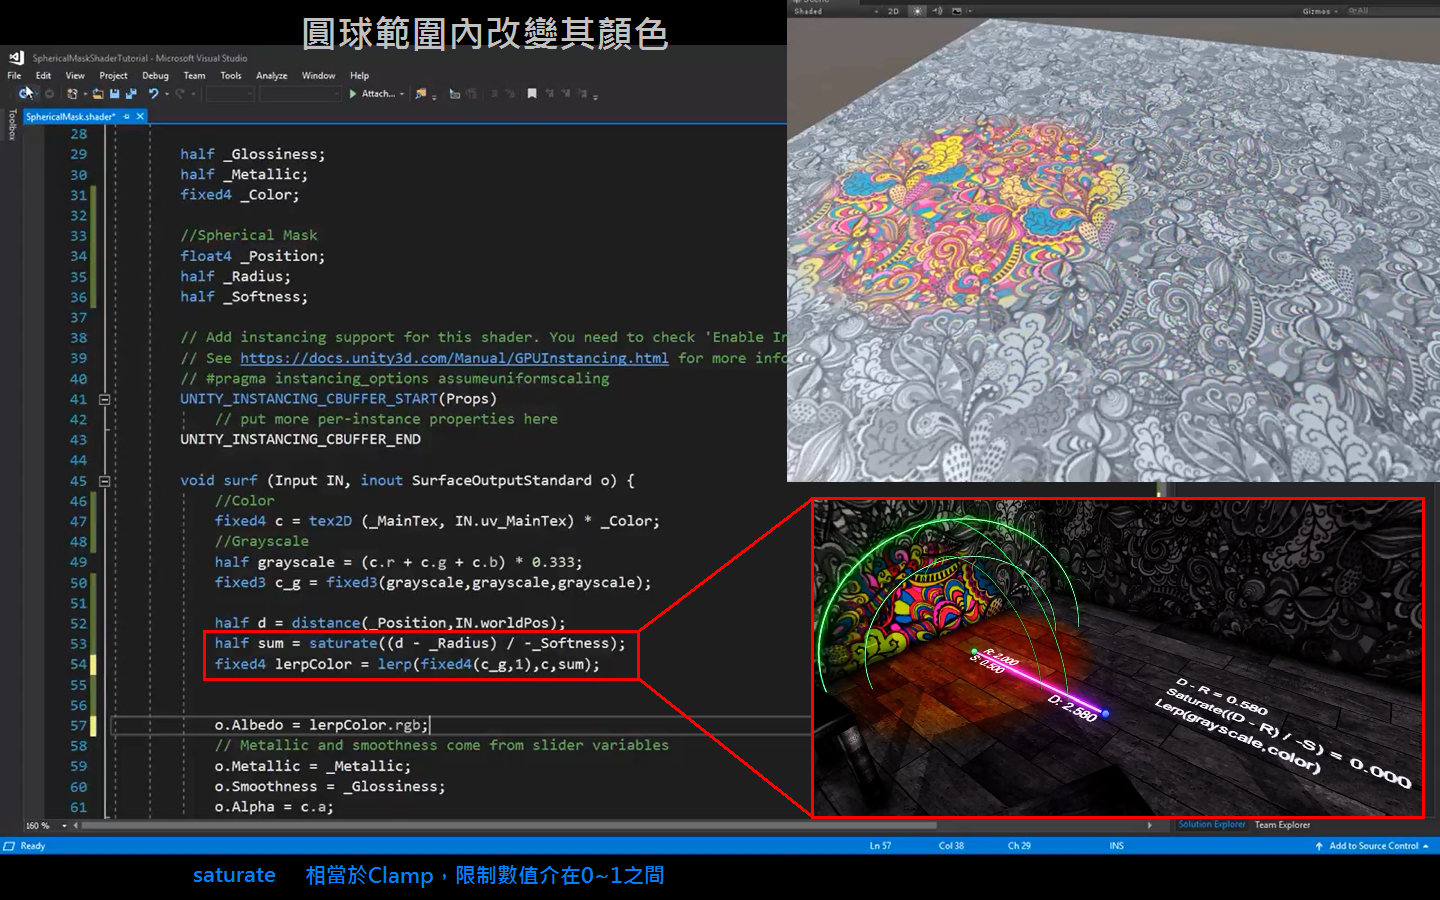 圓球範圍內改變其顏色
SphericalMaskShaderTutorial - Microsoft Visual Studio
File Edit View Project Debug Team Tools Analyze Window Help
Attach...
Toolbox
SphericalMask.shader*
28
29 half _Glossiness;
30 half _Metallic;
31 fixed4 _Color;
32
33 //Spherical Mask
34 float4 _Position;
35 half _Radius;
36 half _Softness;
37
38 // Add instancing support for this shader. You need to check 'Enable In
39 // See https://docs.unity3d.com/Manual/GPUInstancing.html for more info
40 // #pragma instancing_options assumeuniformscaling
41 UNITY_INSTANCING_CBUFFER_START(Props)
42 // put more per-instance properties here
43 UNITY_INSTANCING_CBUFFER_END
44
45 void surf (Input IN, inout SurfaceOutputStandard o) {
46 //Color
47 fixed4 c = tex2D (_MainTex, IN.uv_MainTex) * _Color;
48 //Grayscale
49 half grayscale = (c.r + c.g + c.b) * 0.333;
50 fixed3 c_g = fixed3(grayscale,grayscale,grayscale);
51
52 half d = distance(_Position,IN.worldPos);
53 half sum = saturate((d - _Radius) / -_Softness);
54 fixed4 lerpColor = lerp(fixed4(c_g,1),c,sum);
55
56
57 o.Albedo = lerpColor.rgb;
58 // Metallic and smoothness come from slider variables
59 o.Metallic = _Metallic;
60 o.Smoothness = _Glossiness;
61 o.Alpha = c.a;
160 %
Shaded 2D Gizmos All
R: 2.000
S: 0.500
D: 2.580
D - R = 0.580
Saturate((D - R) / -S) = 0.000
Lerp(grayscale,color)
Solution Explorer Team Explorer
Ready Ln 57 Col 38 Ch 29 INS Add to Source Control
saturate 相當於Clamp，限制數值介在0~1之間